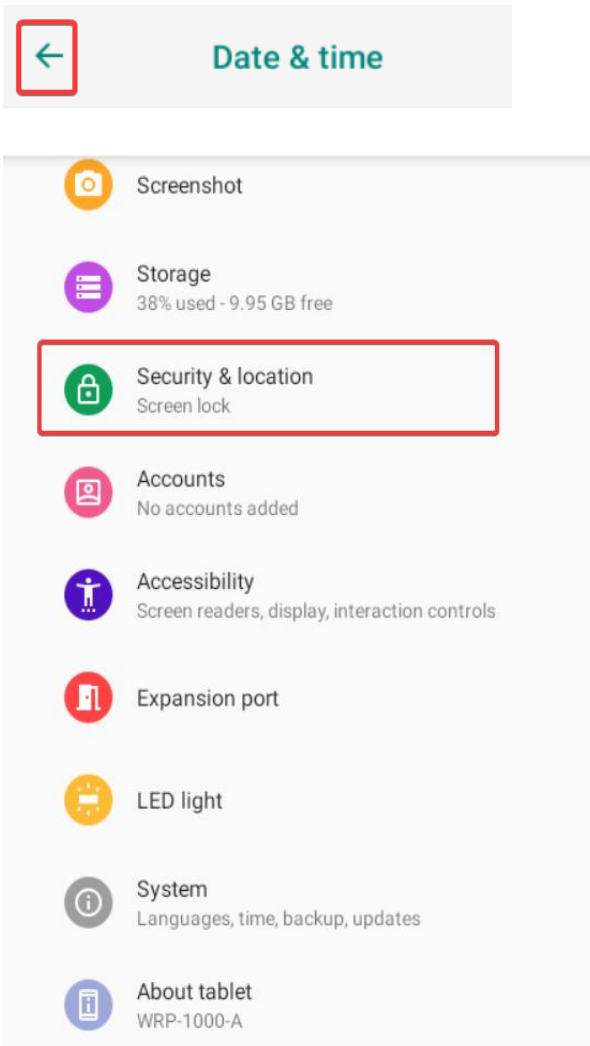 Date & time
Screenshot
Storage
38% used - 9.95 GB free
Security & location
Screen lock
Accounts
No accounts added
Accessibility
Screen readers, display, interaction controls
Expansion port
LED light
System
Languages, time, backup, updates
About tablet
WRP-1000-A